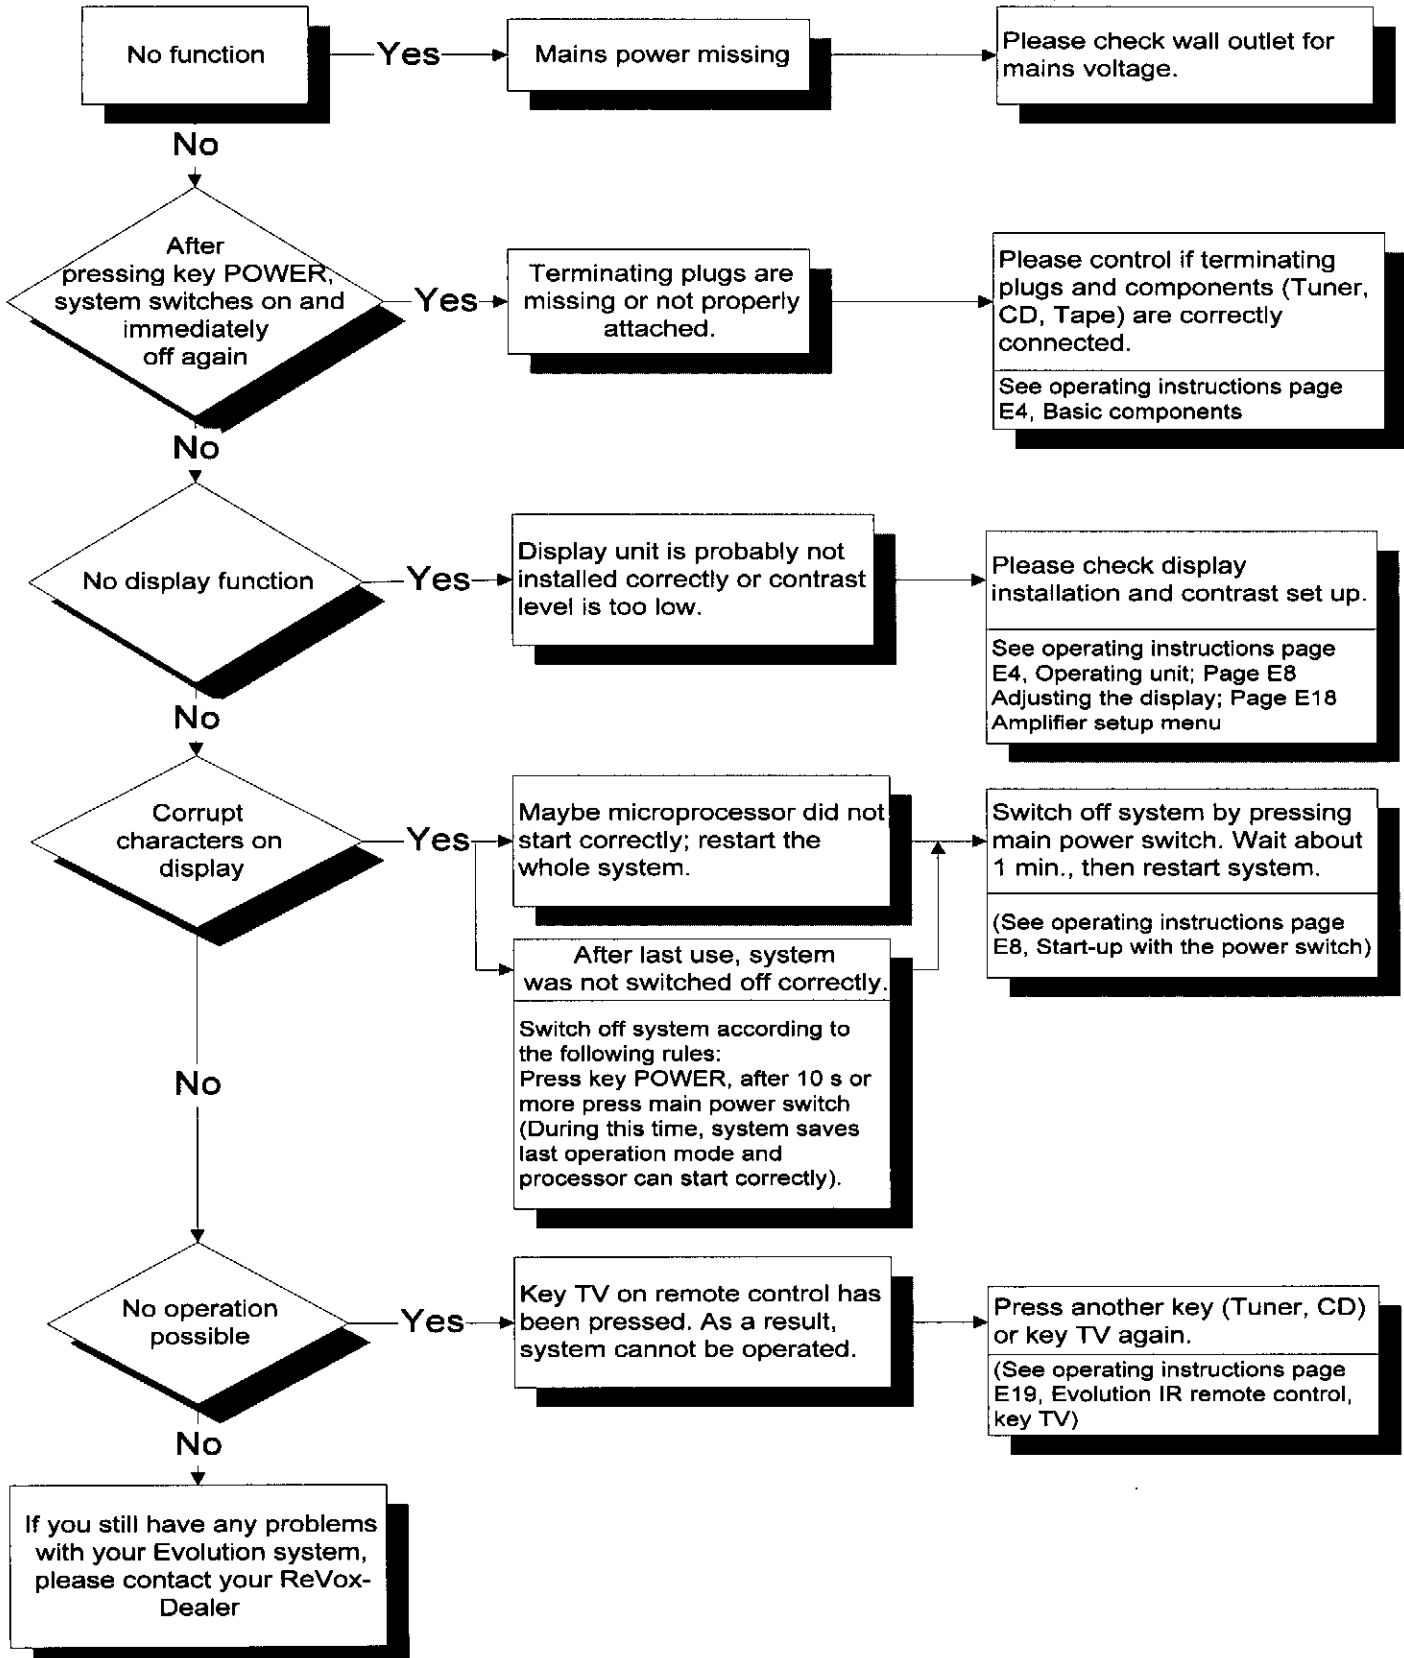 No function
Yes
Mains power missing
Please check wall outlet for
mains voltage.
No
After
pressing key POWER,
system switches on and
immediately
off again
Yes
Terminating plugs are
missing or not properly
attached.
Please control if terminating
plugs and components (Tuner,
CD, Tape) are correctly
connected.
See operating instructions page
E4, Basic components
No
No display function
Yes
Display unit is probably not
installed correctly or contrast
level is too low.
Please check display
installation and contrast set up.
See operating instructions page
E4, Operating unit; Page E8
Adjusting the display; Page E18
Amplifier setup menu
No
Corrupt
characters on
display
Yes
Maybe microprocessor did not
start correctly; restart the
whole system.
Switch off system by pressing
main power switch. Wait about
1 min., then restart system.
(See operating instructions page
E8, Start-up with the power switch)
After last use, system
was not switched off correctly.
Switch off system according to
the following rules:
Press key POWER, after 10 s or
more press main power switch
(During this time, system saves
last operation mode and
processor can start correctly).
No
No operation
possible
Yes
Key TV on remote control has
been pressed. As a result,
system cannot be operated.
Press another key (Tuner, CD)
or key TV again.
(See operating instructions page
E19, Evolution IR remote control,
key TV)
No
If you still have any problems
with your Evolution system,
please contact your ReVox-
Dealer